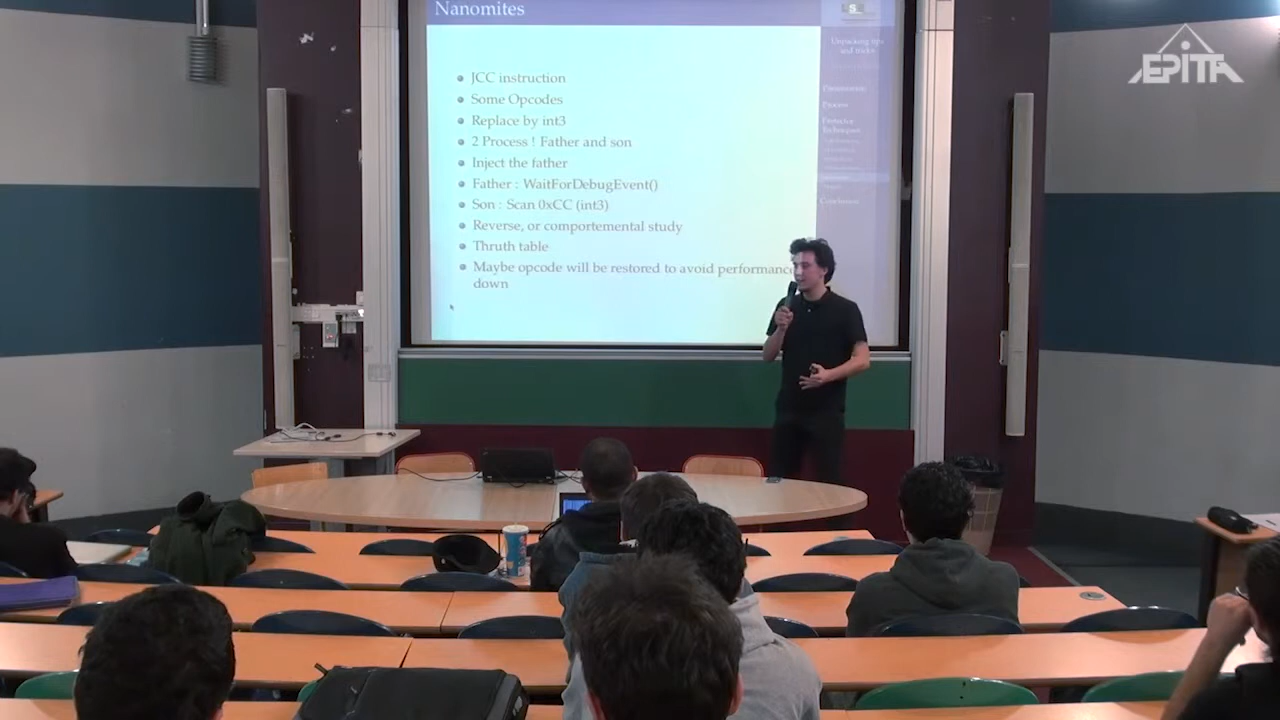 Nanomites
JCC instruction
Some Opcodes
Replace by int3
2 Process ! Father and son
Inject the father
Father : WaitForDebugEvent()
Son : Scan 0xCC (int3)
Reverse, or comportemental study
Thruth table
Maybe opcode will be restored to avoid performance
down
Unpacking tips
and tricks
Process
Protector
Techniques
Conclusion
EPITA